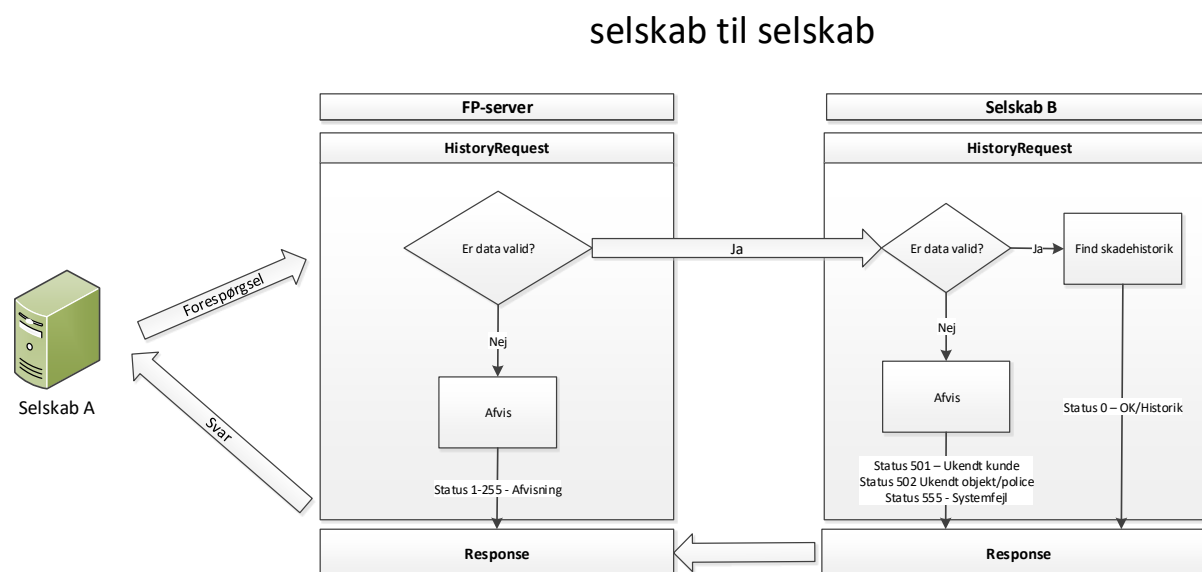 selskab til selskab
FP-server
Selskab B
HistoryRequest
HistoryRequest
Er data valid?
Ja
Er data valid?
Ja
Find skadehistorik
Forespørgsel
Nej
Nej
Selskab A
Afvis
Afvis
Status 0 – OK/Historik
Svar
Status 1-255 - Afvisning
Status 501 – Ukendt kunde
Status 502 Ukendt objekt/police
Status 555 - Systemfejl
Response
Response